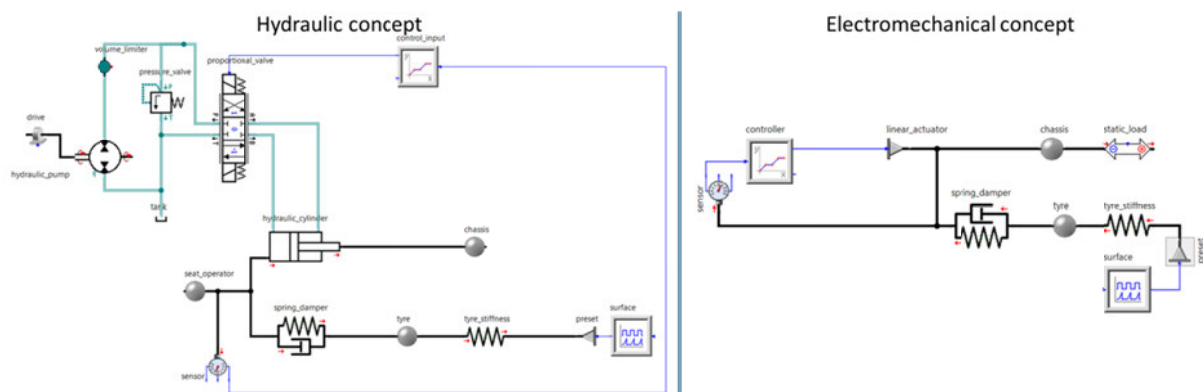 Hydraulic concept
Electromechanical concept
control_input
volume_limiter
proportional_valve
pressure_valve
drive
hydraulic_pump
tank
hydraulic_cylinder
chassis
seat_operator
spring_damper
tyre
tyre_stiffness
preset
surface
sensor
controller
linear_actuator
chassis
static_load
sensor
spring_damper
tyre
tyre_stiffness
preset
surface